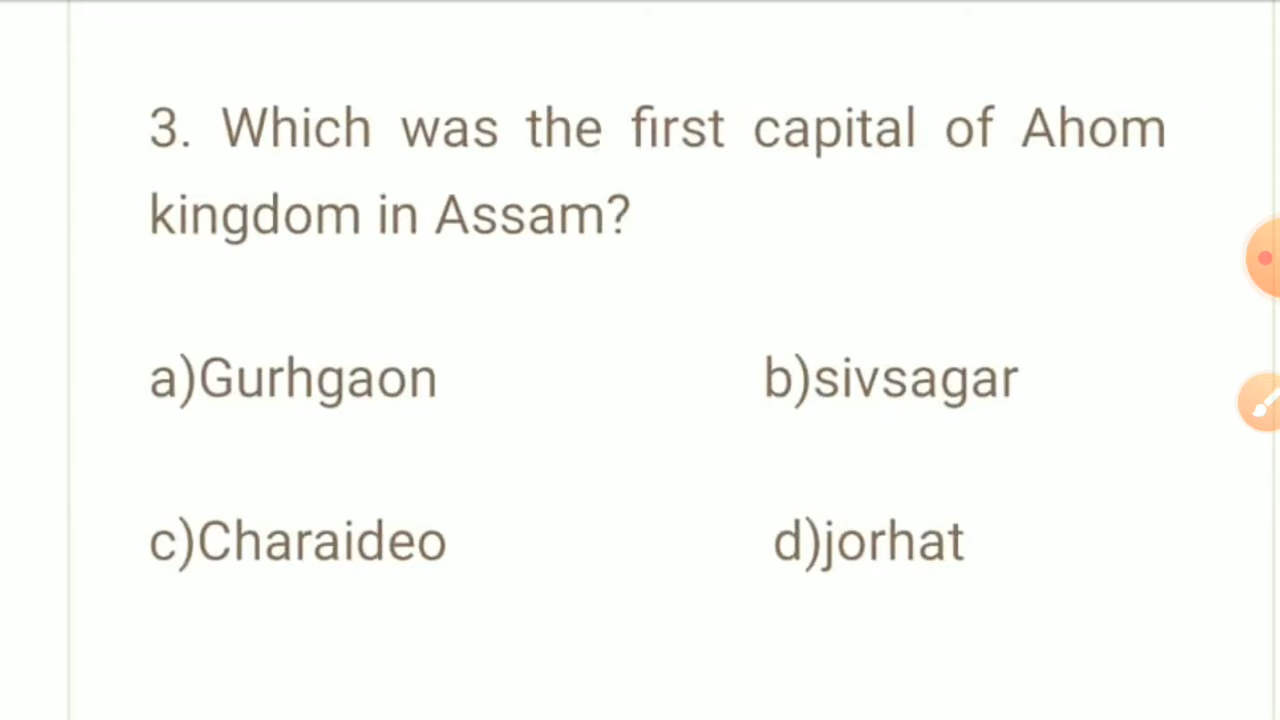 3. Which was the first capital of Ahom
kingdom in Assam?
a)Gurhgaon b)sivsagar
c)Charaideo d)jorhat